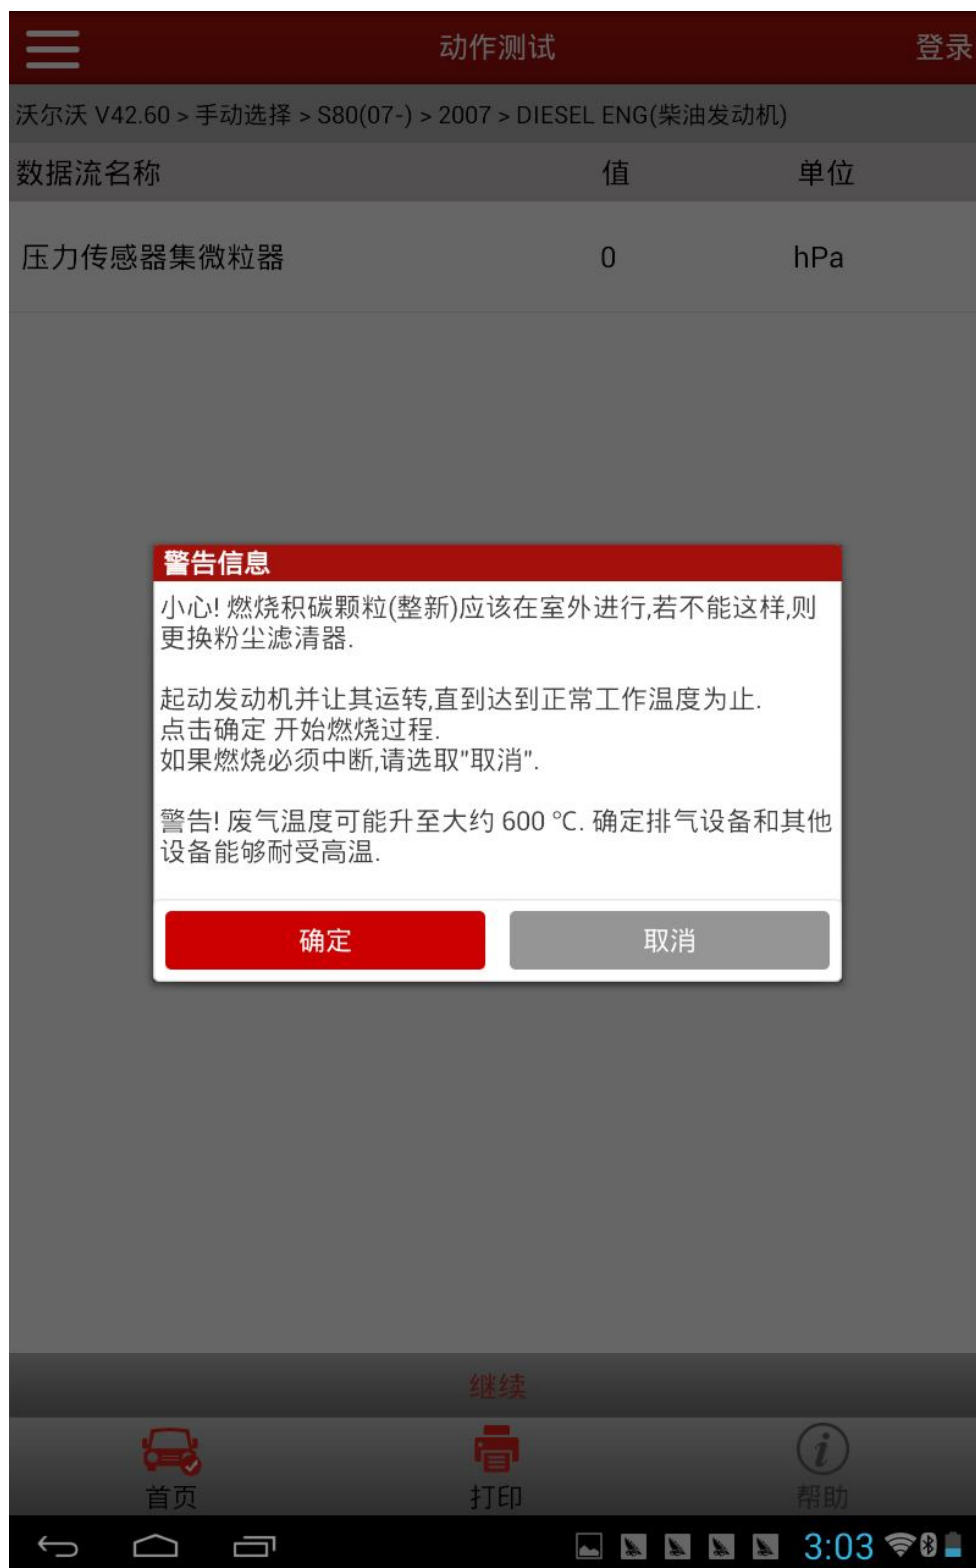 动作测试
登录
沃尔沃 V42.60 > 手动选择 > S80(07-) > 2007 > DIESEL ENG(柴油发动机)
数据流名称 值 单位
压力传感器集微粒器 0 hPa
警告信息
小心! 燃烧积碳颗粒(整新)应该在室外进行,若不能这样,则
更换粉尘滤清器.
起动发动机并让其运转,直到达到正常工作温度为止.
点击确定 开始燃烧过程.
如果燃烧必须中断,请选取"取消".
警告! 废气温度可能升至大约 600 ℃. 确定排气设备和其他
设备能够耐受高温.
确定 取消
继续
首页 打印 帮助
3:03